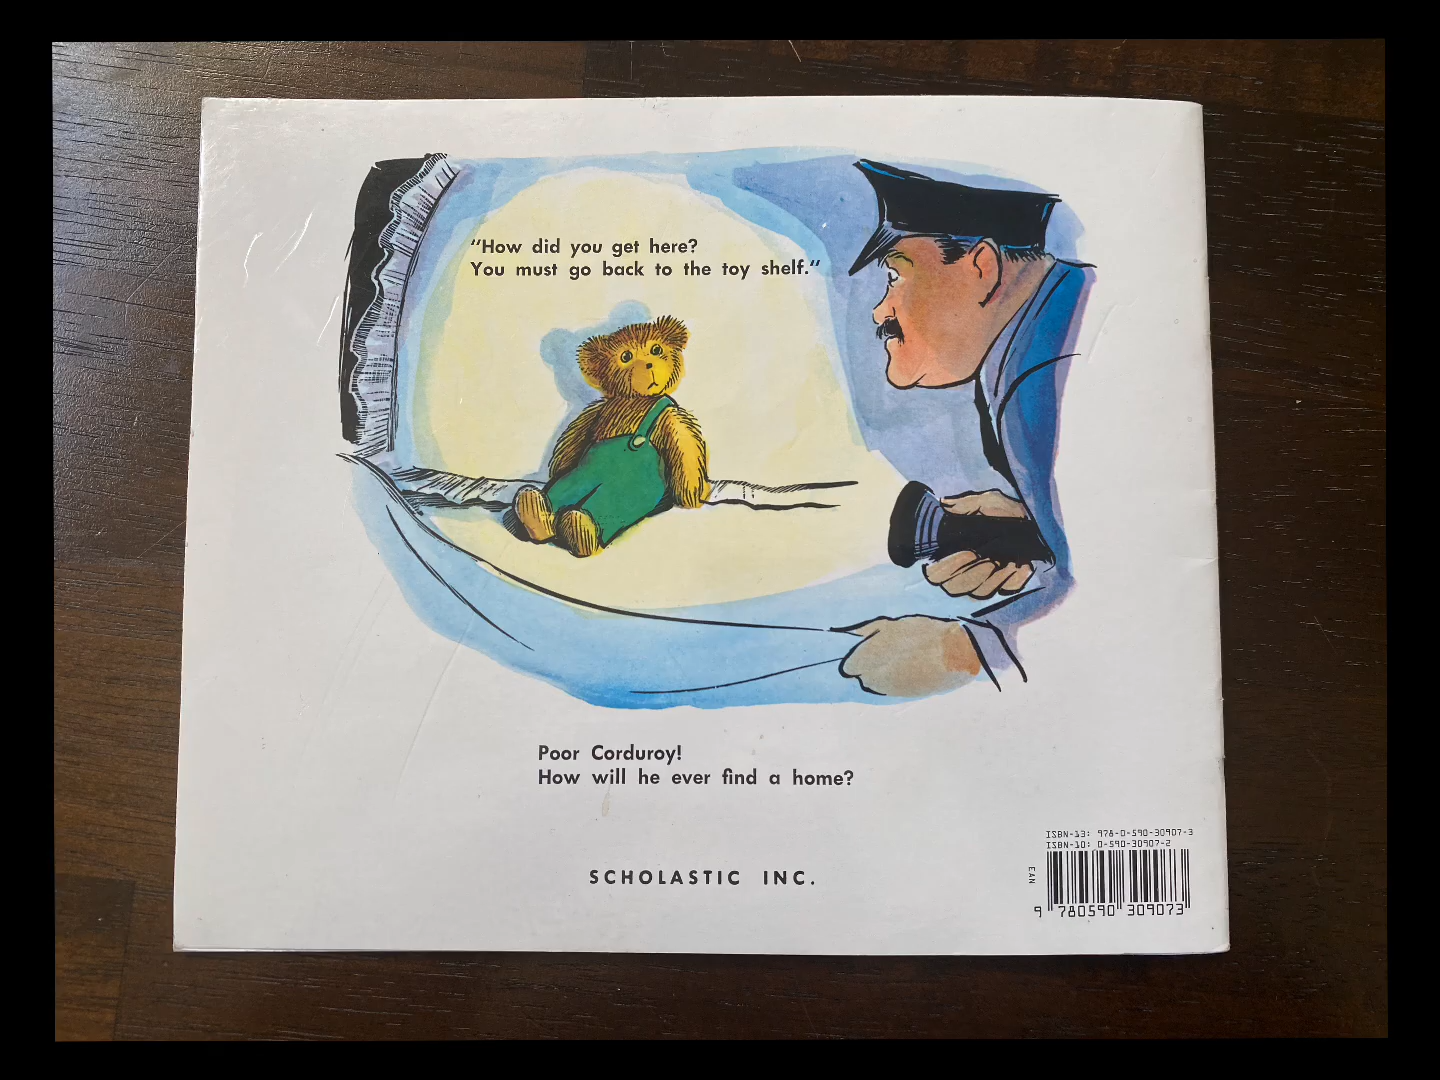 "How did you get here?
You must go back to the toy shelf."
Poor Corduroy!
How will he ever find a home?
SCHOLASTIC INC.
ISBN-13: 978-0-590-30907-3
ISBN-10: 0-590-30907-2
EAN
9 780590 309073